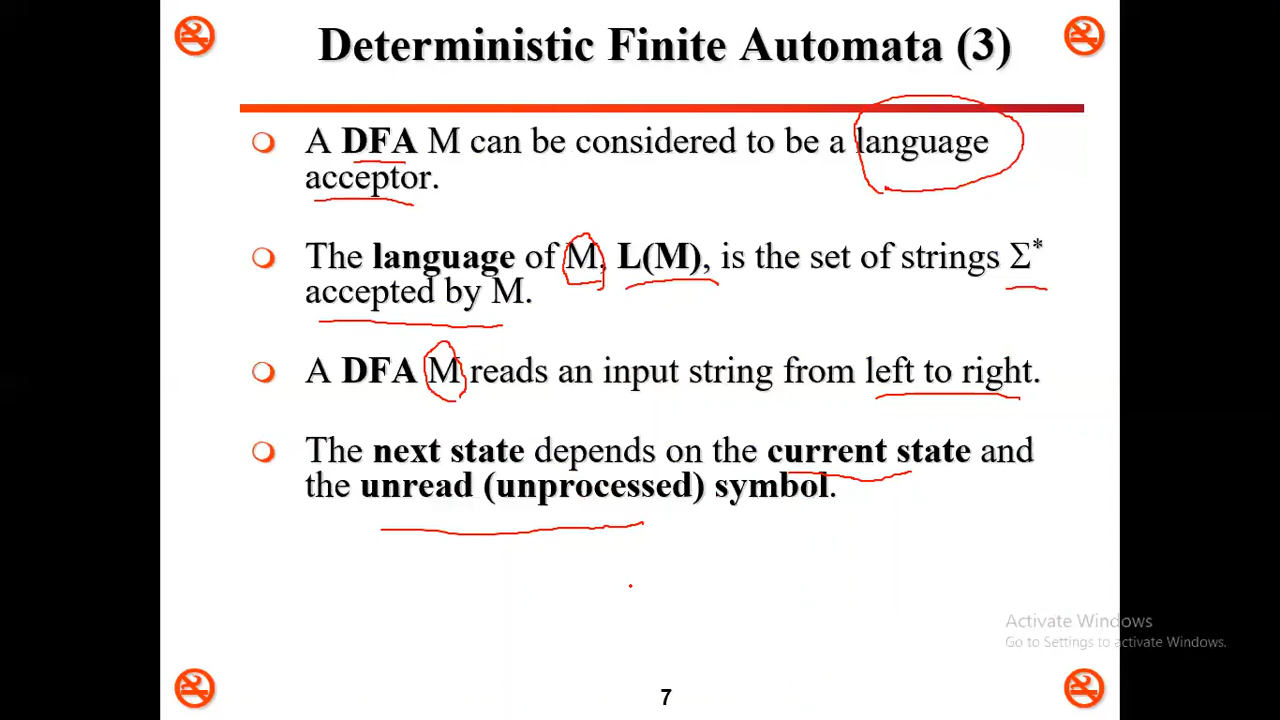 Deterministic Finite Automata (3)
A DFA M can be considered to be a language
acceptor.
The language of M, L(M), is the set of strings Σ*
accepted by M.
A DFA M reads an input string from left to right.
The next state depends on the current state and
the unread (unprocessed) symbol.
Activate Windows
Go to Settings to activate Windows.
7